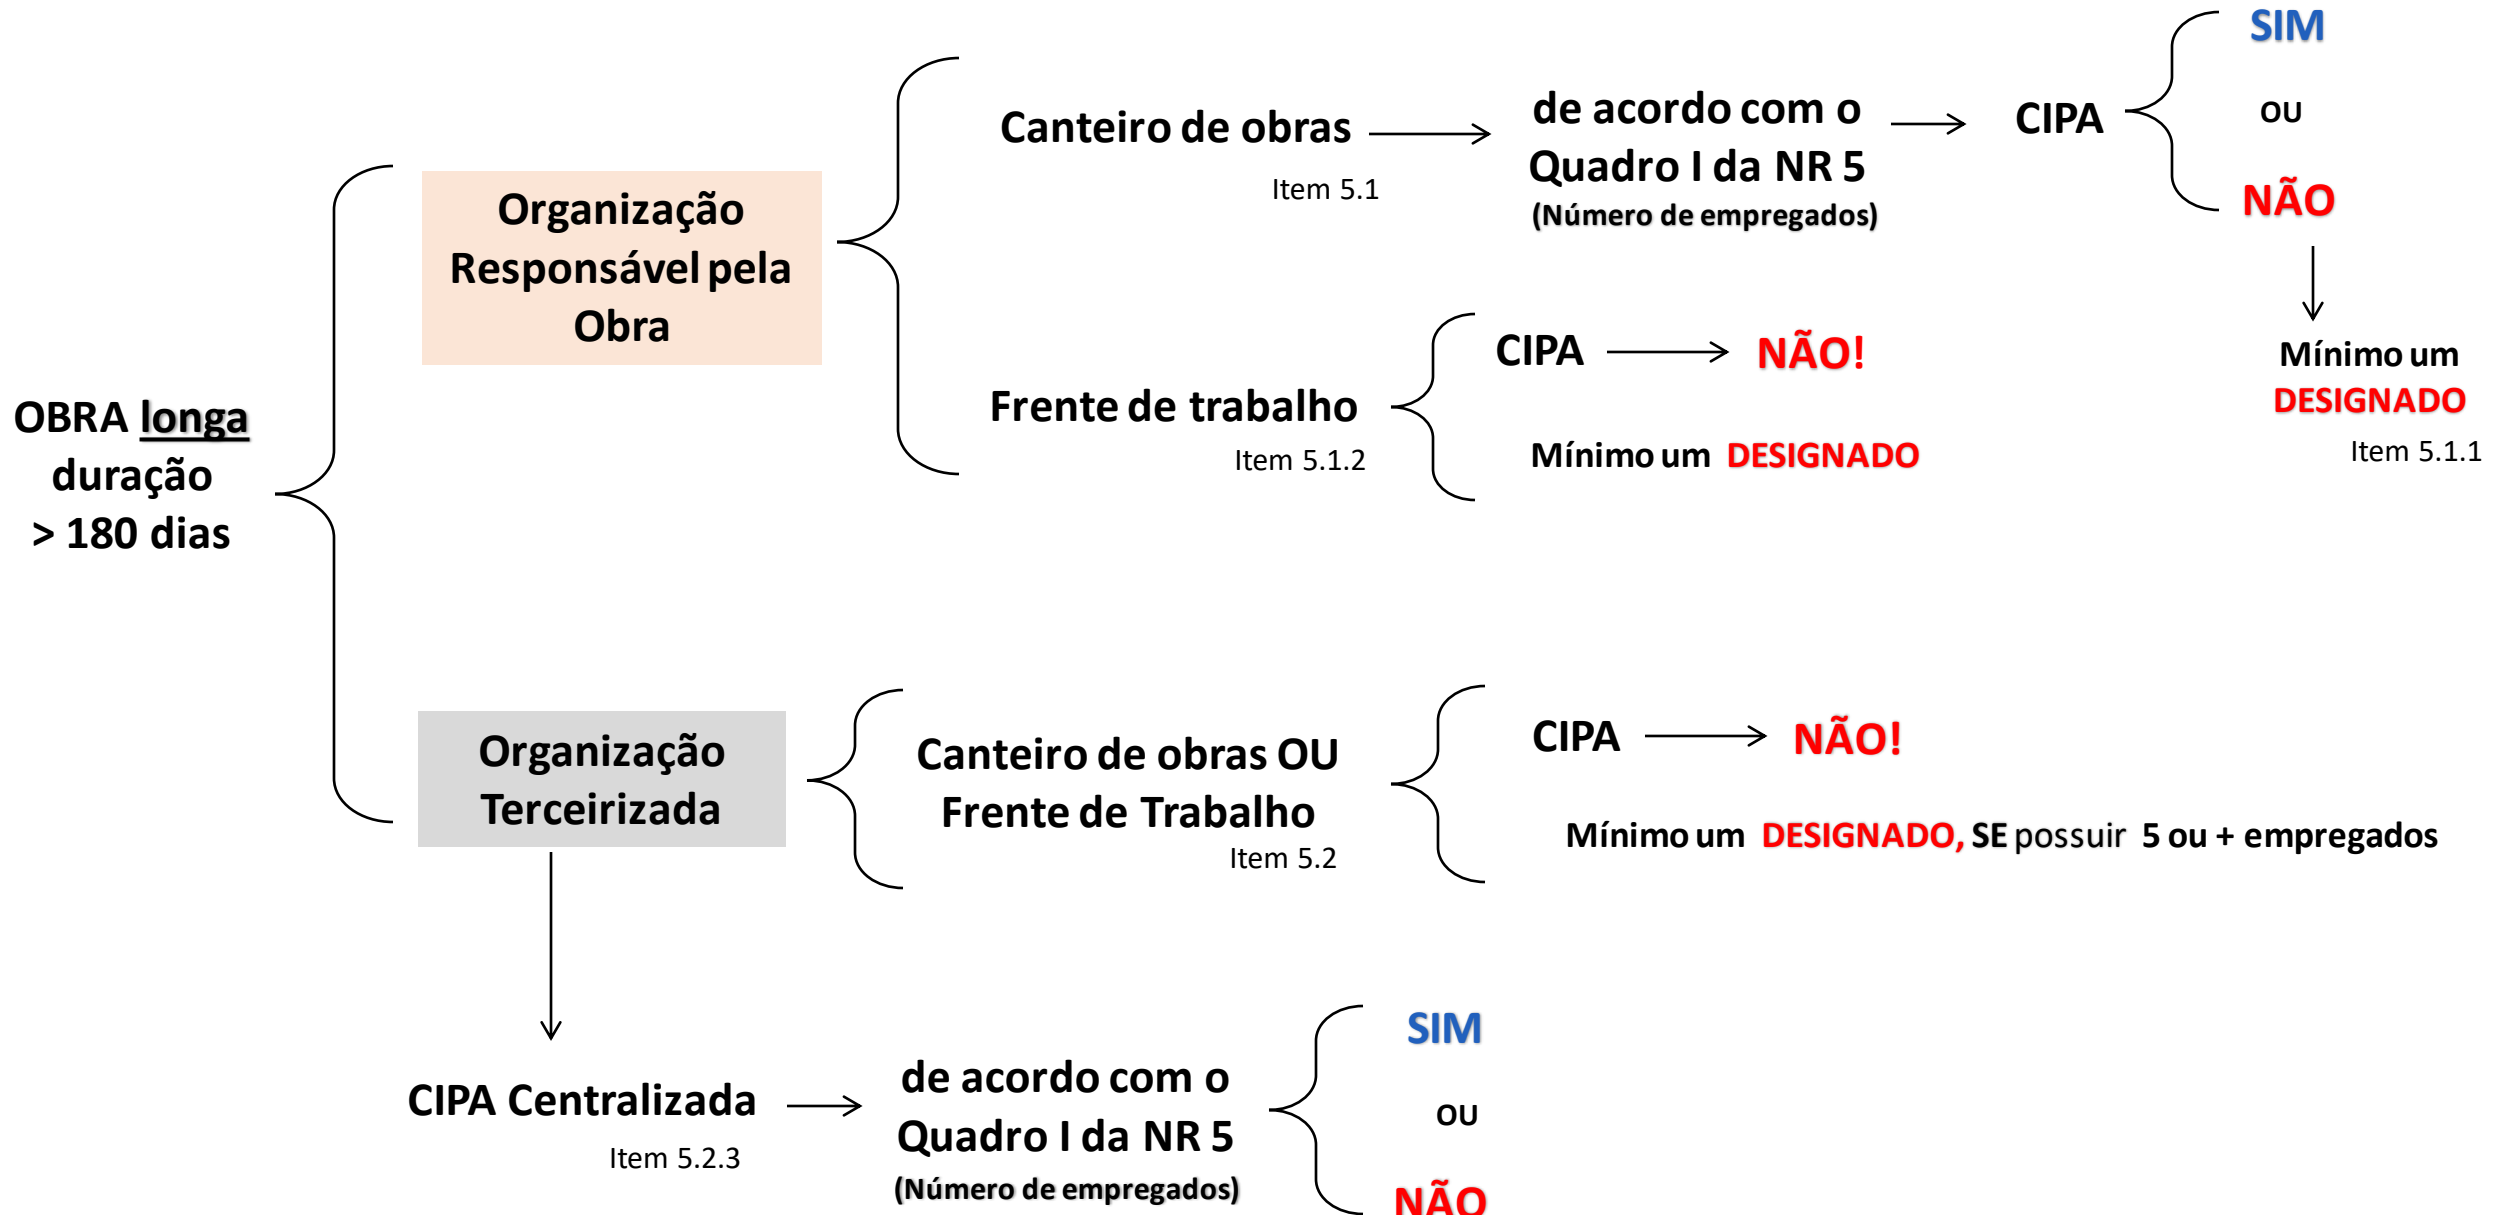 OBRA longa
duração
> 180 dias
Organização
Responsável pela
Obra
Canteiro de obras
Item 5.1
de acordo com o
Quadro I da NR 5
(Número de empregados)
CIPA
SIM
OU
NÃO
Mínimo um
DESIGNADO
Item 5.1.1
Frente de trabalho
Item 5.1.2
CIPA
NÃO!
Mínimo um DESIGNADO
Organização
Terceirizada
Canteiro de obras OU
Frente de Trabalho
Item 5.2
CIPA
NÃO!
Mínimo um DESIGNADO, SE possuir 5 ou + empregados
CIPA Centralizada
Item 5.2.3
de acordo com o
Quadro I da NR 5
(Número de empregados)
SIM
OU
NÃO